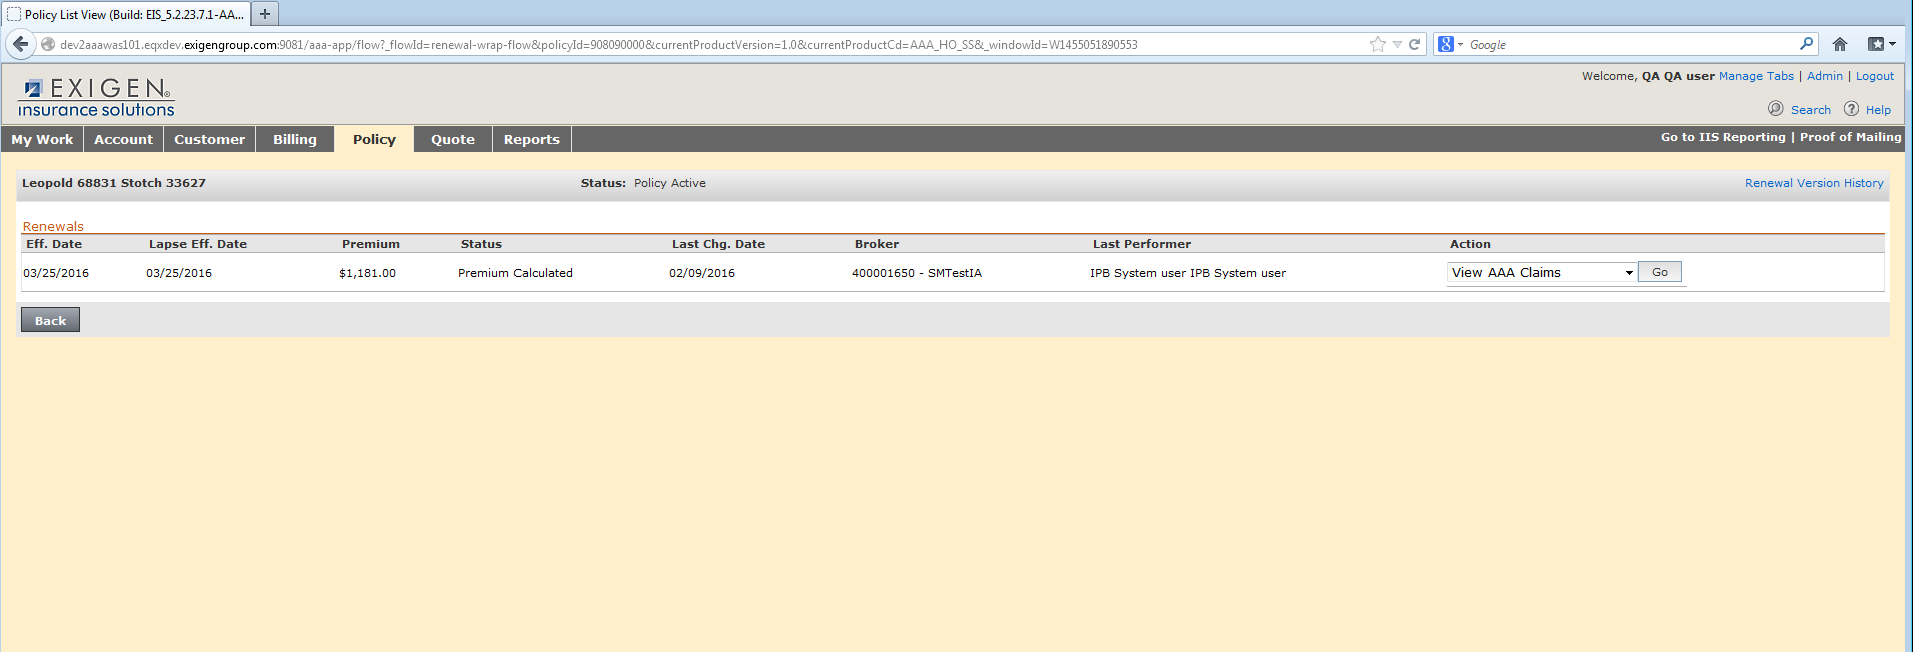 Policy List View (Build: EIS_5.2.23.7.1-AA...
dev2aaawas101.eqxdev.exigengroup.com:9081/aaa-app/flow?_flowId=renewal-wrap-flow&policyId=908090000&currentProductVersion=1.0&currentProductCd=AAA_HO_SS&_windowId=W1455051890553
Google
EXIGEN
insurance solutions
Welcome, QA QA user Manage Tabs | Admin | Logout
Search Help
My Work Account Customer Billing Policy Quote Reports Go to IIS Reporting | Proof of Mailing
Leopold 68831 Stotch 33627 Status: Policy Active Renewal Version History
Renewals
Eff. Date Lapse Eff. Date Premium Status Last Chg. Date Broker Last Performer Action
03/25/2016 03/25/2016 $1,181.00 Premium Calculated 02/09/2016 400001650 - SMTestIA IPB System user IPB System user View AAA Claims Go
Back